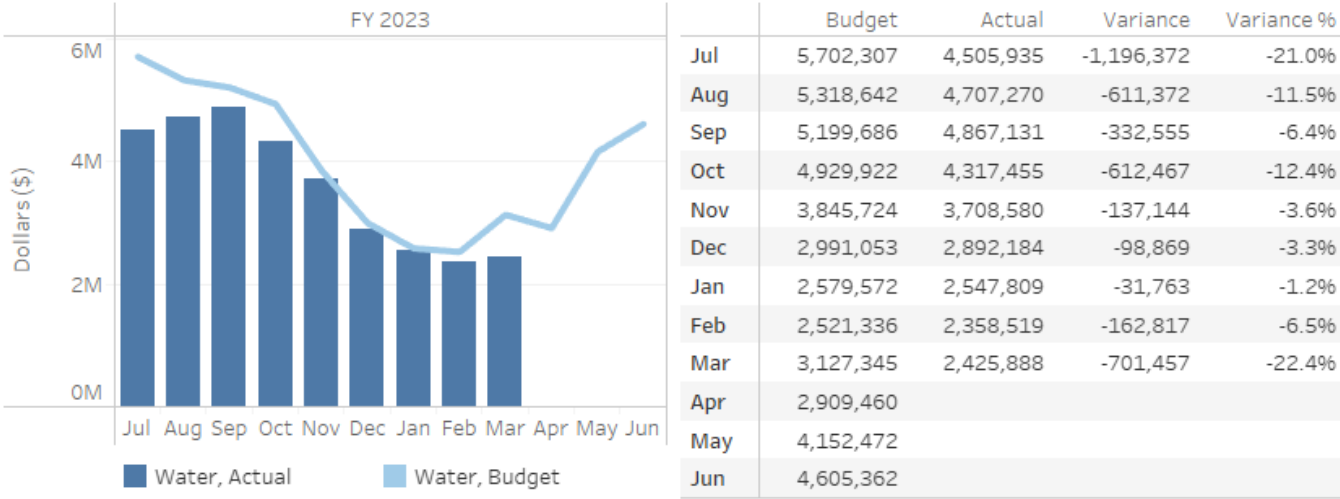 FY 2023
6M
4M
2M
0M
Dollars ($)
Jul Aug Sep Oct Nov Dec Jan Feb Mar Apr May Jun
Water, Actual Water, Budget
Budget Actual Variance Variance %
Jul 5,702,307 4,505,935 -1,196,372 -21.0%
Aug 5,318,642 4,707,270 -611,372 -11.5%
Sep 5,199,686 4,867,131 -332,555 -6.4%
Oct 4,929,922 4,317,455 -612,467 -12.4%
Nov 3,845,724 3,708,580 -137,144 -3.6%
Dec 2,991,053 2,892,184 -98,869 -3.3%
Jan 2,579,572 2,547,809 -31,763 -1.2%
Feb 2,521,336 2,358,519 -162,817 -6.5%
Mar 3,127,345 2,425,888 -701,457 -22.4%
Apr 2,909,460
May 4,152,472
Jun 4,605,362